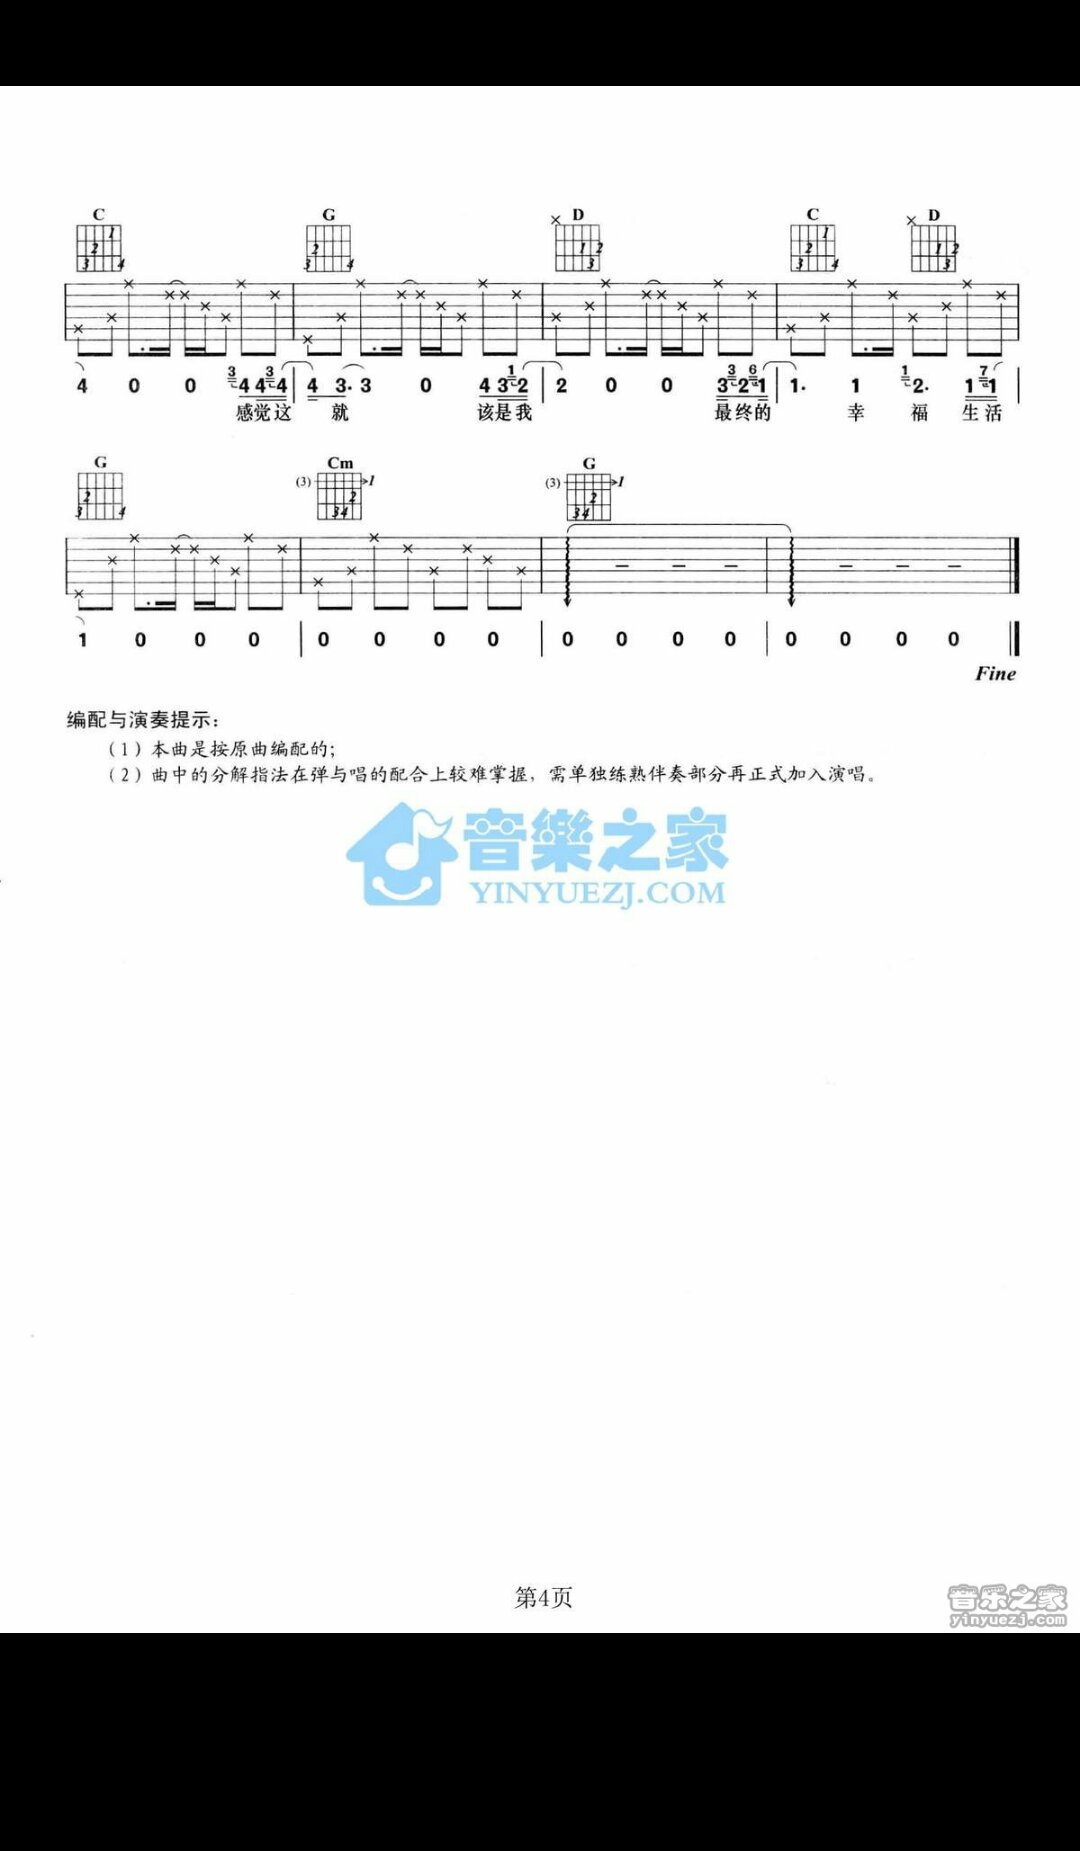 C G D C D
4 0 0 3 4 3 4 4 | 4 3· 3 0 4 3 1 2 | 2 0 0 3 3 2 6 1 | 1· 1 1 2· 1 7 1 |
感觉这 就 该是我 最终的 幸 福 生活
G Cm G
(3) 1 (3) 1
1 0 0 0 | 0 0 0 0 | 0 0 0 0 | 0 0 0 0
Fine
编配与演奏提示:
(1)本曲是按原曲编配的;
(2)曲中的分解指法在弹与唱的配合上较难掌握,需单独练熟伴奏部分再正式加入演唱。
音樂之家
YINYUEZJ.COM
第4页
音乐之家
yinyuezj.com